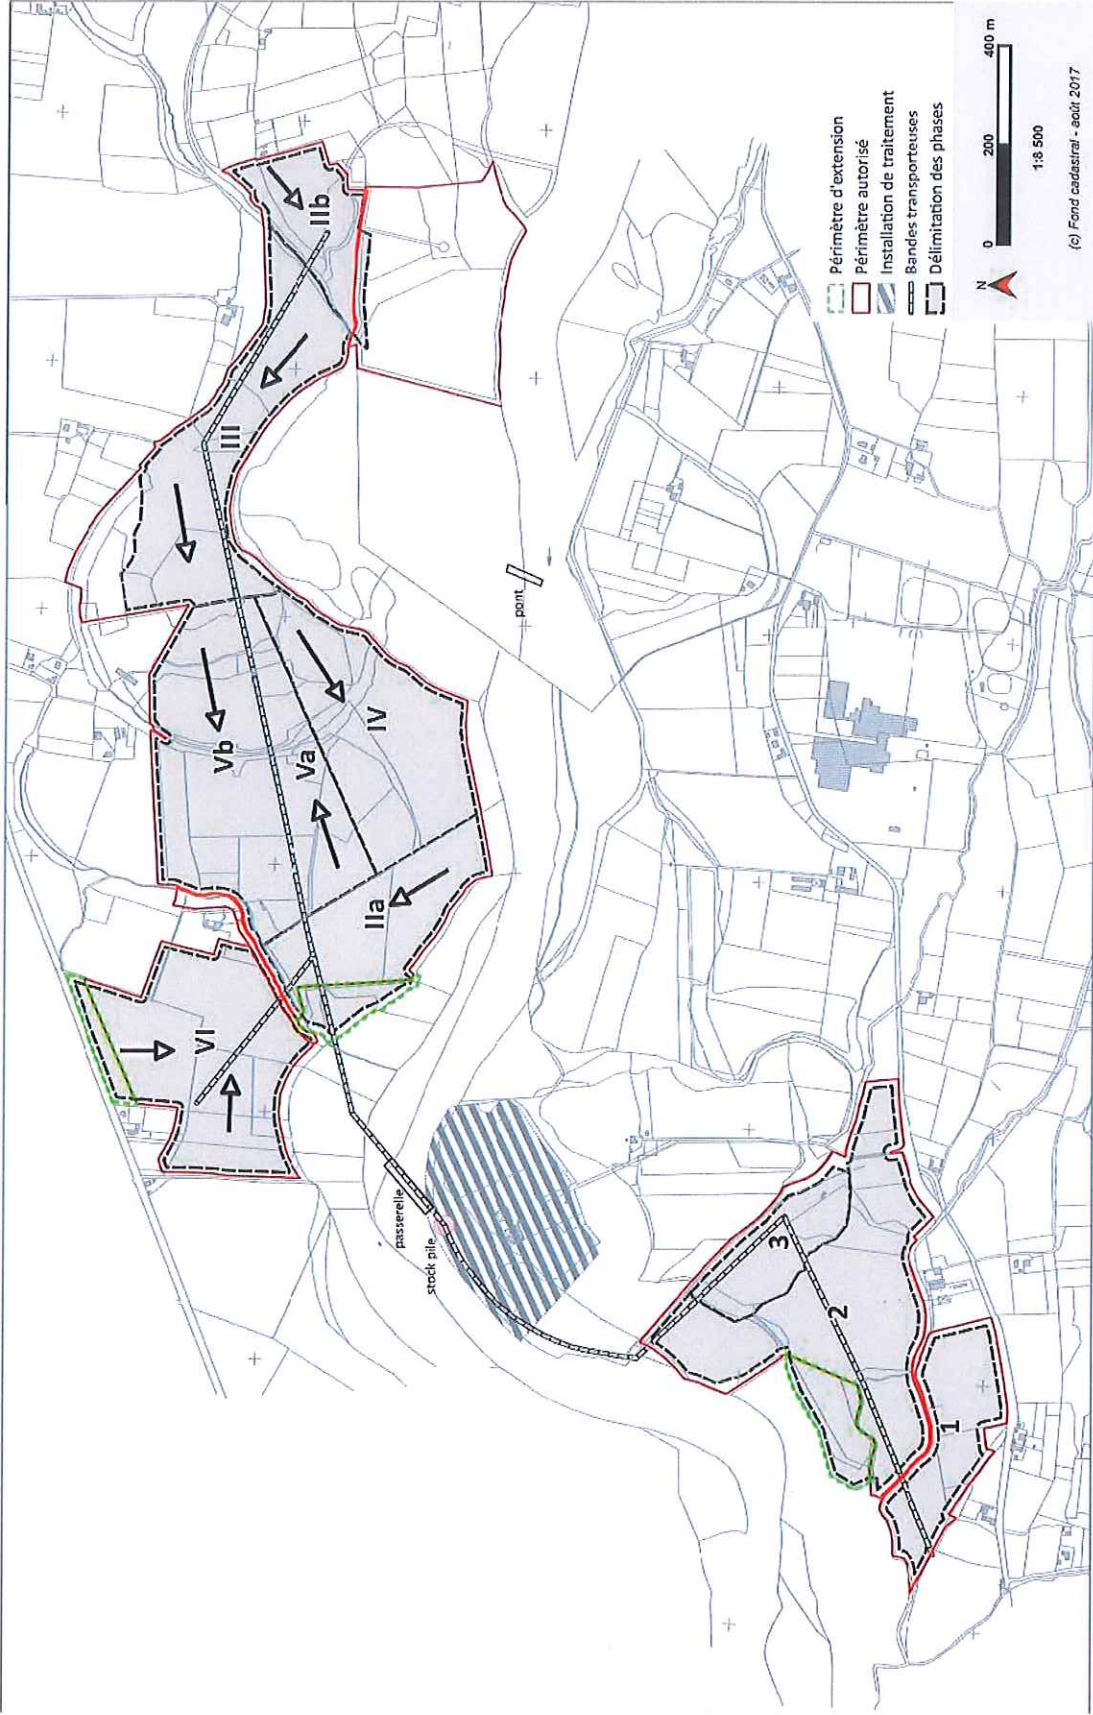 VI
Vb
III
IIb
Va
IV
IIa
passerelle
stock pile
pont
3
2
1
Périmètre d'extension
Périmètre autorisé
Installation de traitement
Bandes transporteuses
Délimitation des phases
N
0 200 400 m
1:8 500
(c) Fond cadastral - août 2017